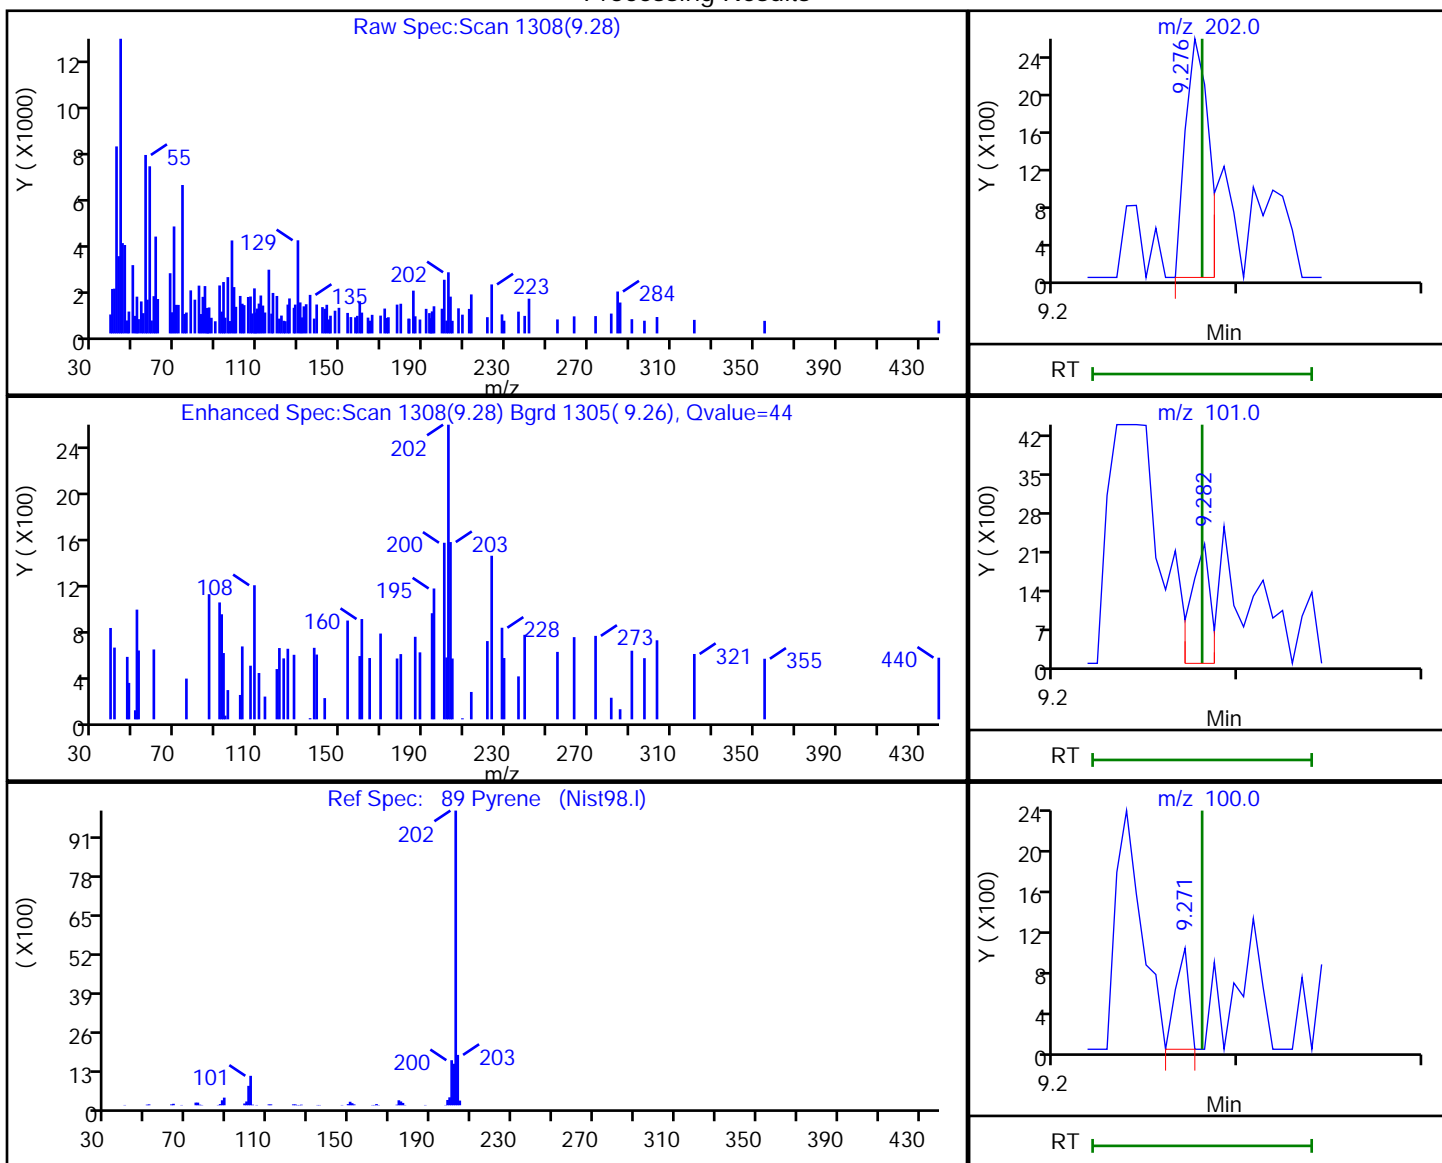 Processing Results
Raw Spec:Scan 1308(9.28)
Y ( X1000)
12
10
8
6
4
2
0
55
129
135
202
223
284
30 70 110 150 190 230 270 310 350 390 430
m/z
m/z 202.0
Y ( X100)
24
20
16
12
8
4
0
9.276
9.2
Min
RT
Enhanced Spec:Scan 1308(9.28) Bgrd 1305( 9.26), Qvalue=44
Y ( X100)
24
20
16
12
8
4
0
202
200
203
195
108
160
228
273
321
355
440
30 70 110 150 190 230 270 310 350 390 430
m/z
m/z 101.0
Y ( X100)
42
35
28
21
14
7
0
9.282
9.2
Min
RT
Ref Spec: 89 Pyrene (Nist98.l)
( X100)
91
78
65
52
39
26
13
0
202
200
203
101
30 70 110 150 190 230 270 310 350 390 430
m/z 100.0
Y ( X100)
24
20
16
12
8
4
0
9.271
9.2
Min
RT